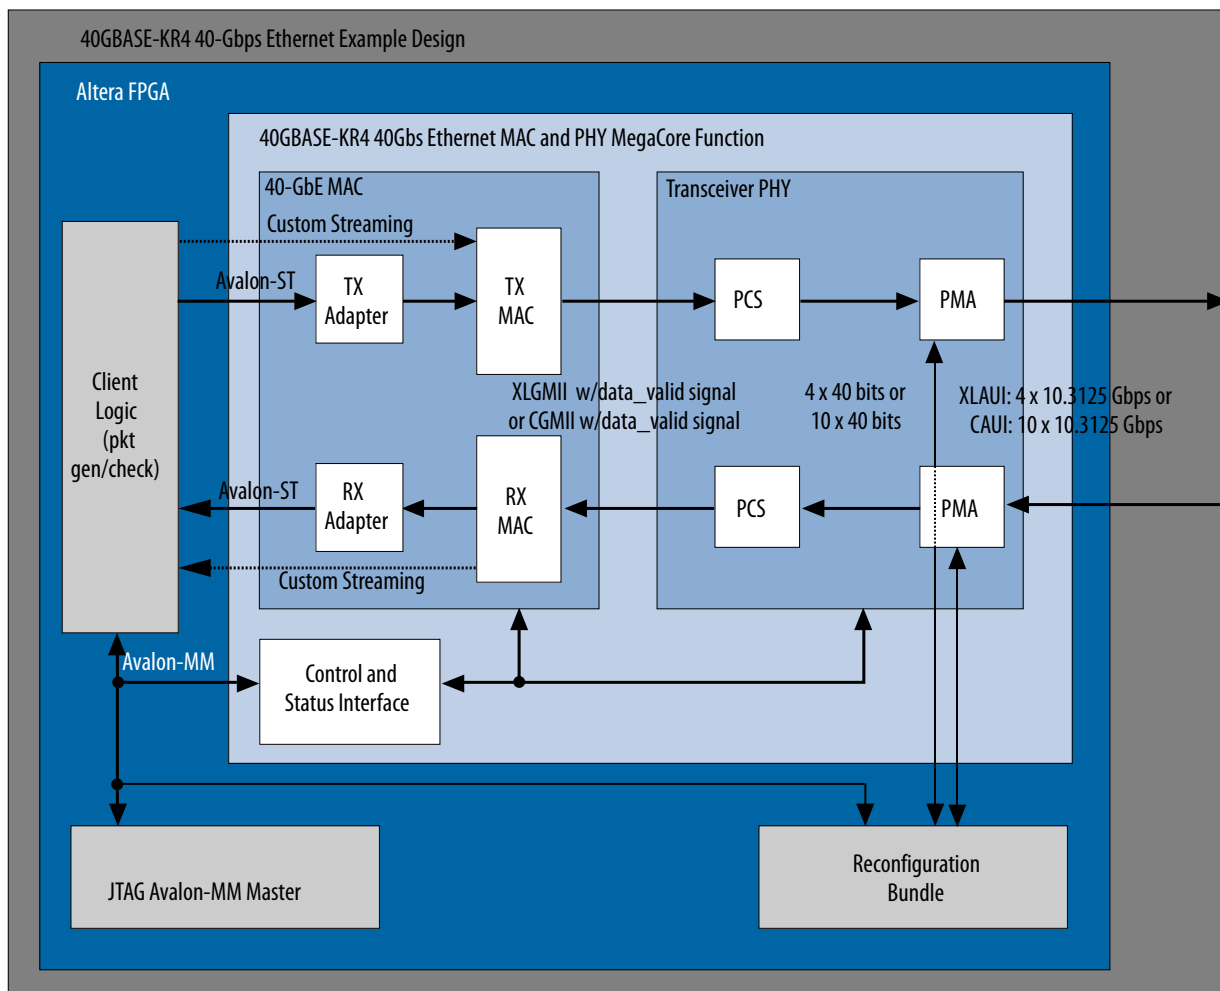 40GBASE-KR4 40-Gbps Ethernet Example Design
Altera FPGA
40GBASE-KR4 40Gbs Ethernet MAC and PHY MegaCore Function
40-GbE MAC
Transceiver PHY
Custom Streaming
Avalon-ST
TX
Adapter
TX
MAC
PCS
PMA
Client
Logic
(pkt
gen/check)
XLGMII w/data_valid signal
or CGMII w/data_valid signal
4 x 40 bits or
10 x 40 bits
XLAUI: 4 x 10.3125 Gbps or
CAUI: 10 x 10.3125 Gbps
Avalon-ST
RX
Adapter
RX
MAC
PCS
PMA
Custom Streaming
Avalon-MM
Control and
Status Interface
JTAG Avalon-MM Master
Reconfiguration
Bundle